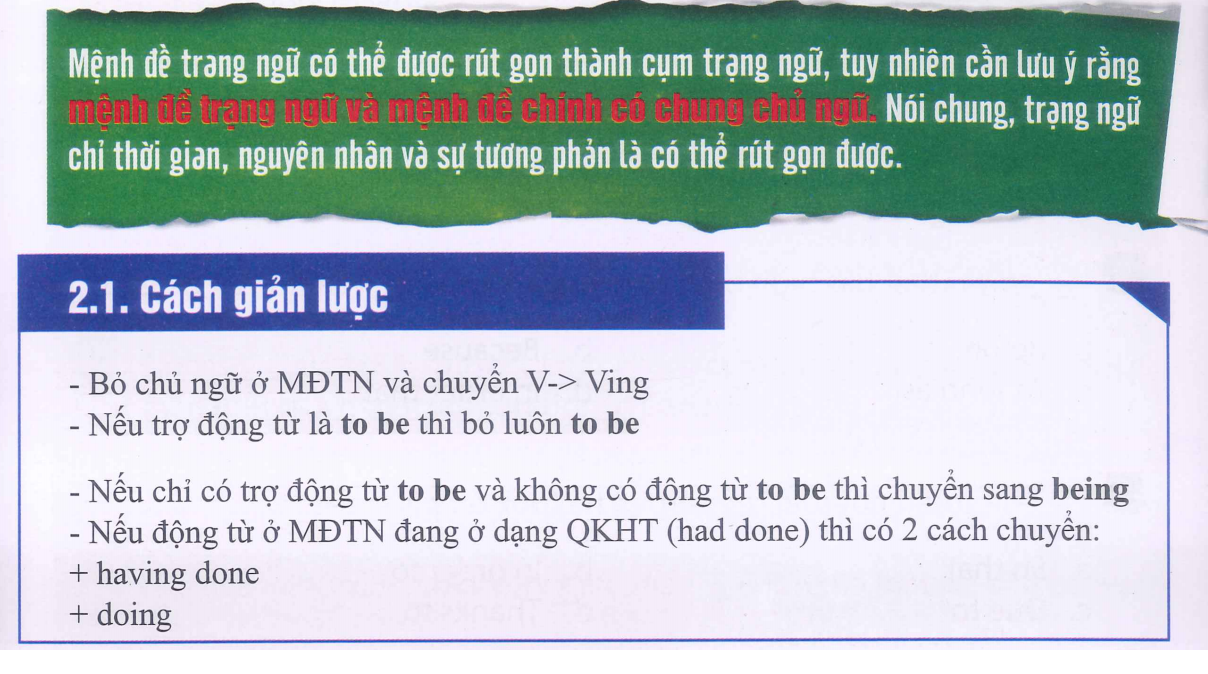 Mệnh đề trạng ngữ có thể được rút gọn thành cụm trạng ngữ, tuy nhiên cần lưu ý rằng
mệnh đề trạng ngữ và mệnh đề chính có chung chủ ngữ. Nói chung, trạng ngữ
chỉ thời gian, nguyên nhân và sự tương phản là có thể rút gọn được.
2.1. Cách giản lược
- Bỏ chủ ngữ ở MĐTN và chuyển V-> Ving
- Nếu trợ động từ là to be thì bỏ luôn to be
- Nếu chỉ có trợ động từ to be và không có động từ to be thì chuyển sang being
- Nếu động từ ở MĐTN đang ở dạng QKHT (had done) thì có 2 cách chuyển:
+ having done
+ doing